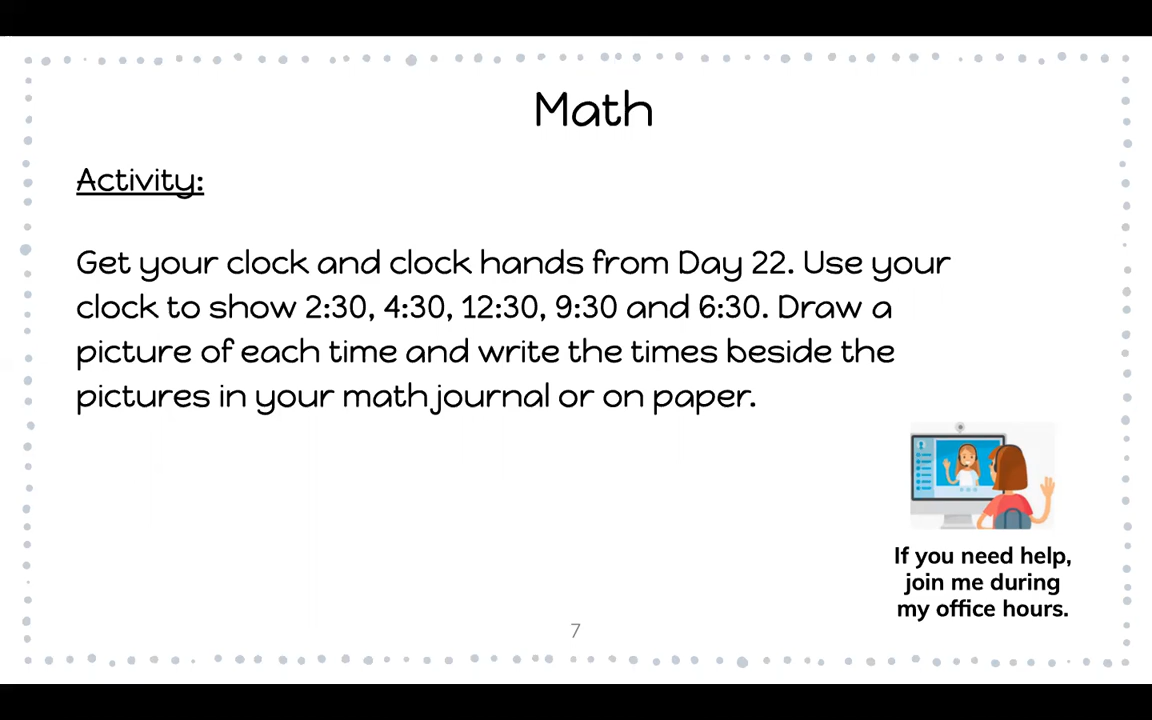 Math
Activity:
Get your clock and clock hands from Day 22. Use your
clock to show 2:30, 4:30, 12:30, 9:30 and 6:30. Draw a
picture of each time and write the times beside the
pictures in your math journal or on paper.
If you need help,
join me during
my office hours.
7